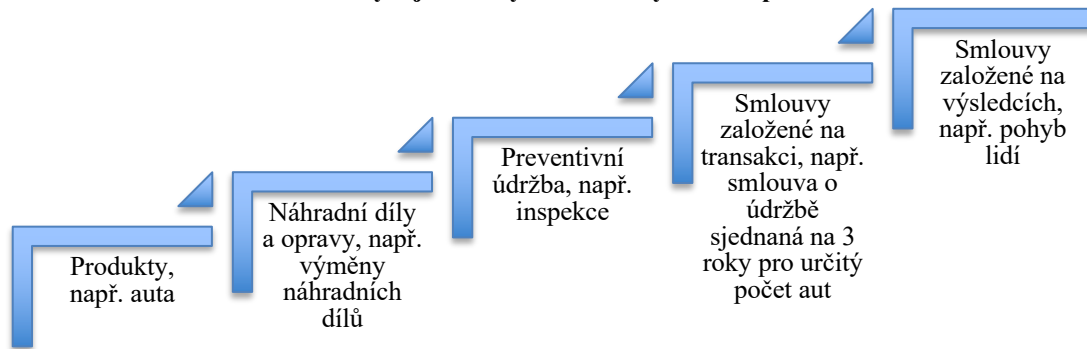 Produkty,
např. auta
Náhradní díly
a opravy, např.
výměny
náhradních
dílů
Preventivní
údržba, např.
inspekce
Smlouvy
založené na
transakci, např.
smlouva o
údržbě
sjednaná na 3
roky pro určitý
počet aut
Smlouvy
založené na
výsledcích,
např. pohyb
lidí